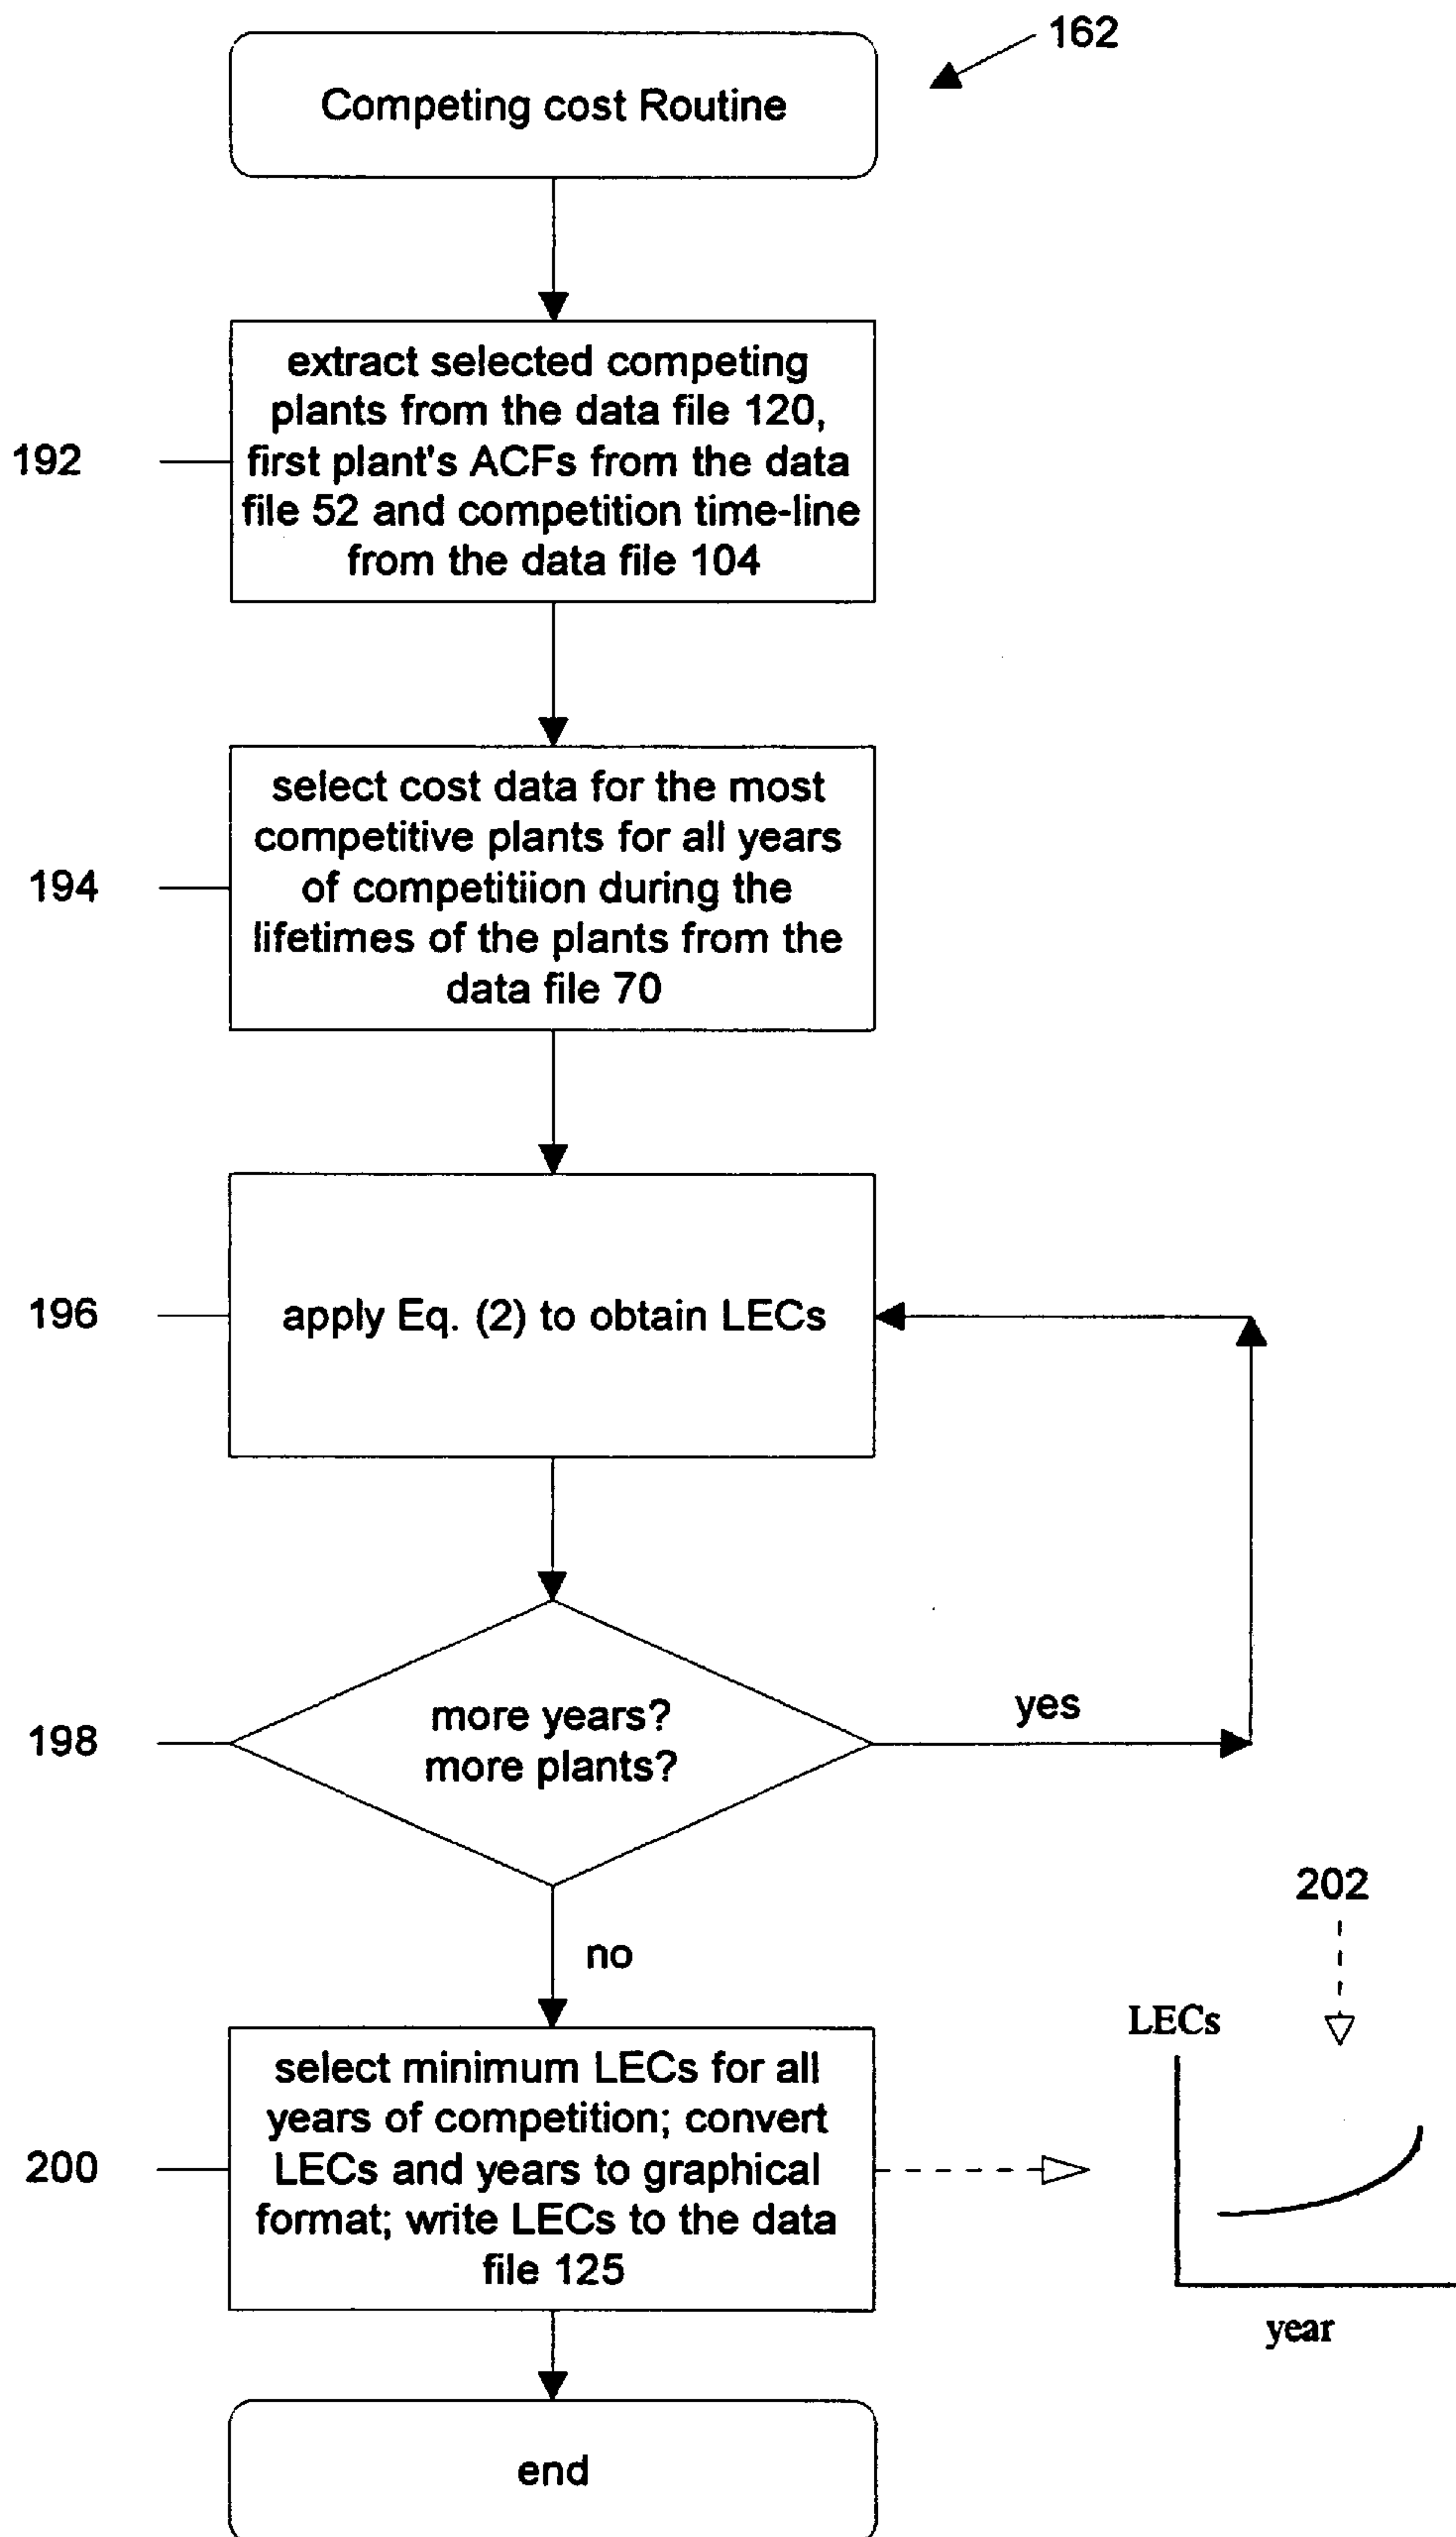 162
Competing cost Routine
192
extract selected competing
plants from the data file 120,
first plant's ACFs from the data
file 52 and competition time-line
from the data file 104
194
select cost data for the most
competitive plants for all years
of competitiion during the
lifetimes of the plants from the
data file 70
196
apply Eq. (2) to obtain LECs
198
more years?
more plants?
yes
no
200
select minimum LECs for all
years of competition; convert
LECs and years to graphical
format; write LECs to the data
file 125
202
LECs
year
end